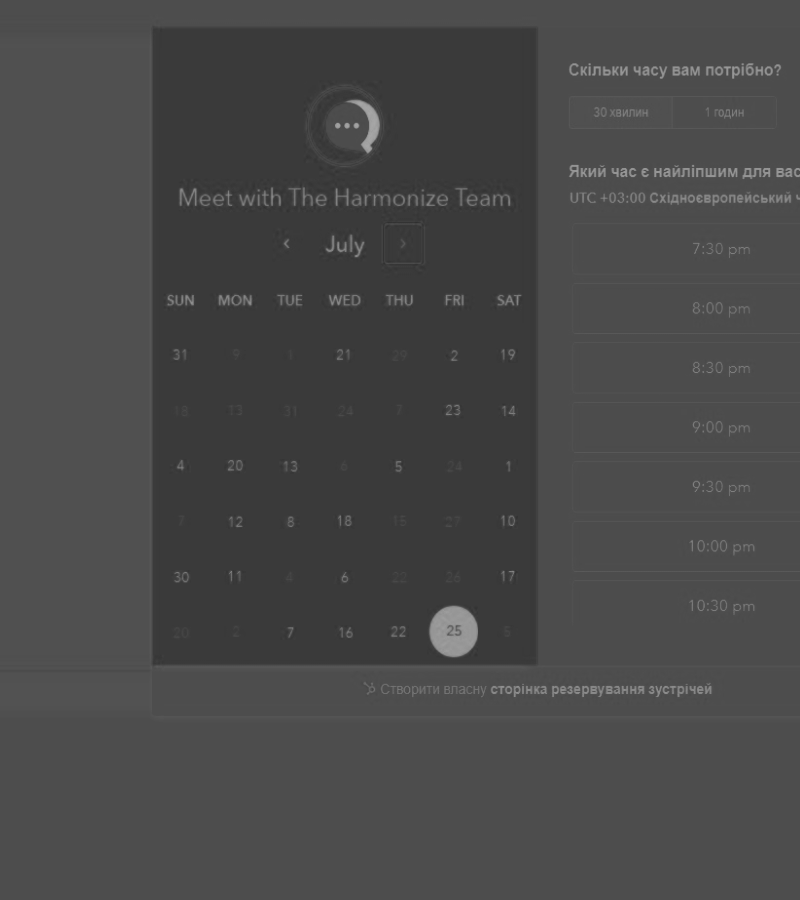 Meet with The Harmonize Team
July
SUN MON TUE WED THU FRI SAT
31 9 1 21 29 2 19
18 13 31 24 7 23 14
4 20 13 6 5 24 1
7 12 8 18 15 27 10
30 11 4 6 22 26 17
20 2 7 16 22 25 5
Скільки часу вам потрібно?
30 хвилин 1 годин
Який час є найліпшим для вас
UTC +03:00 Східноєвропейський ч
7:30 pm
8:00 pm
8:30 pm
9:00 pm
9:30 pm
10:00 pm
10:30 pm
Створити власну сторінка резервування зустрічей